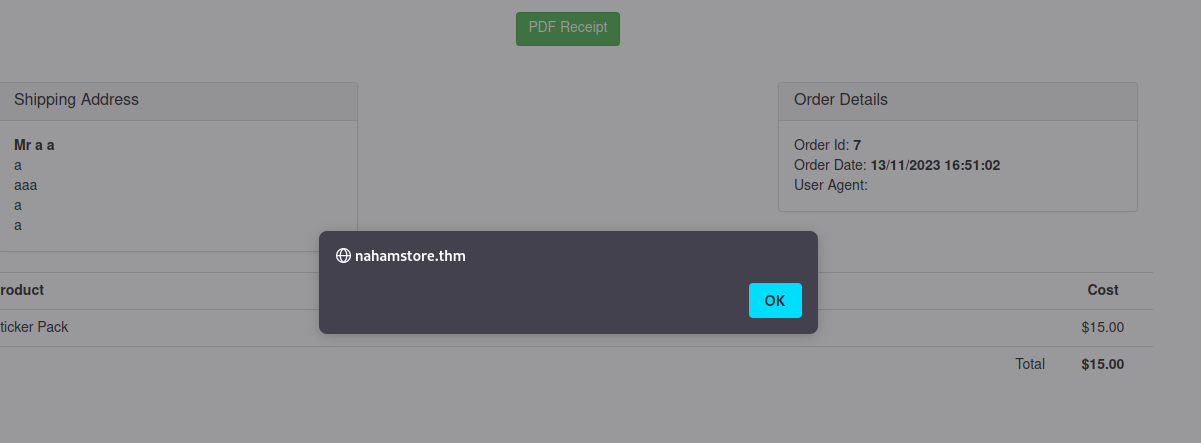 PDF Receipt
Shipping Address
Mr a a
a
aaa
a
a
Order Details
Order Id: 7
Order Date: 13/11/2023 16:51:02
User Agent:
nahamstore.thm
OK
roduct Cost
ticker Pack $15.00
Total $15.00